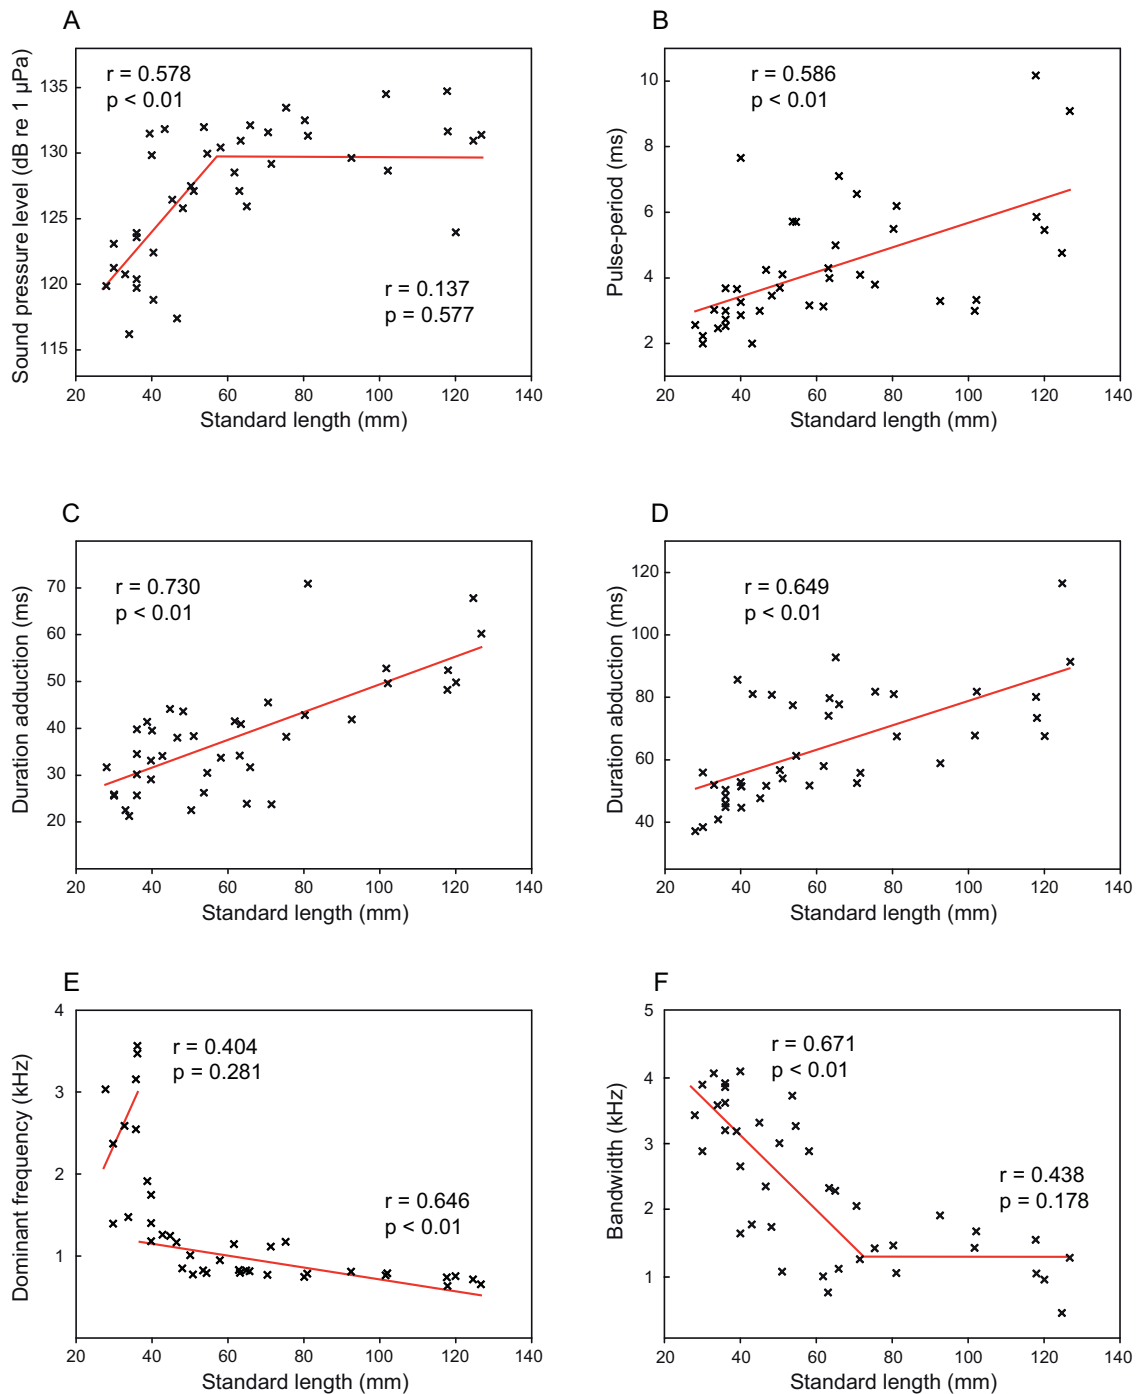 A
Sound pressure level (dB re 1 µPa)
135
130
125
120
115
r = 0.578
p < 0.01
r = 0.137
p = 0.577
20 40 60 80 100 120 140
Standard length (mm)
B
Pulse-period (ms)
10
8
6
4
2
r = 0.586
p < 0.01
20 40 60 80 100 120 140
Standard length (mm)
C
Duration adduction (ms)
70
60
50
40
30
20
r = 0.730
p < 0.01
20 40 60 80 100 120 140
Standard length (mm)
D
Duration abduction (ms)
120
100
80
60
40
r = 0.649
p < 0.01
20 40 60 80 100 120 140
Standard length (mm)
E
Dominant frequency (kHz)
4
3
2
1
r = 0.404
p = 0.281
r = 0.646
p < 0.01
20 40 60 80 100 120 140
Standard length (mm)
F
Bandwidth (kHz)
5
4
3
2
1
r = 0.671
p < 0.01
r = 0.438
p = 0.178
20 40 60 80 100 120 140
Standard length (mm)